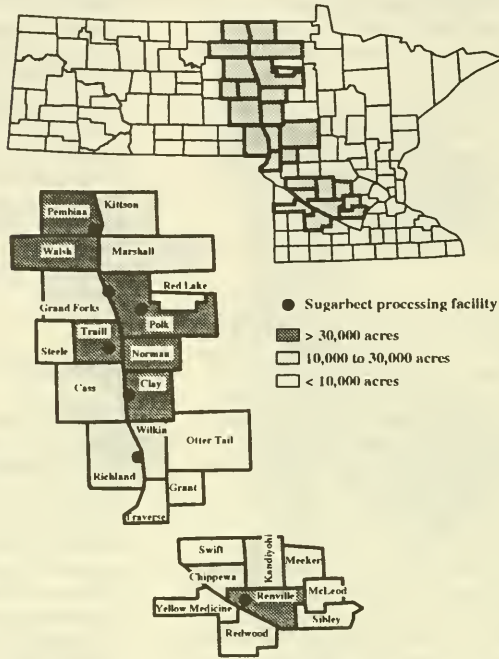 Pembina
Kittson
Walsh
Marshall
Red Lake
Grand Forks
Polk
Traill
Steele
Norman
Cass
Clay
Wilkin
Otter Tail
Richland
Grant
Traverse
● Sugarbeet processing facility
> 30,000 acres
10,000 to 30,000 acres
< 10,000 acres
Swift
Kandiyohi
Meeker
Chippewa
Renville
McLeod
Yellow Medicine
Sibley
Redwood